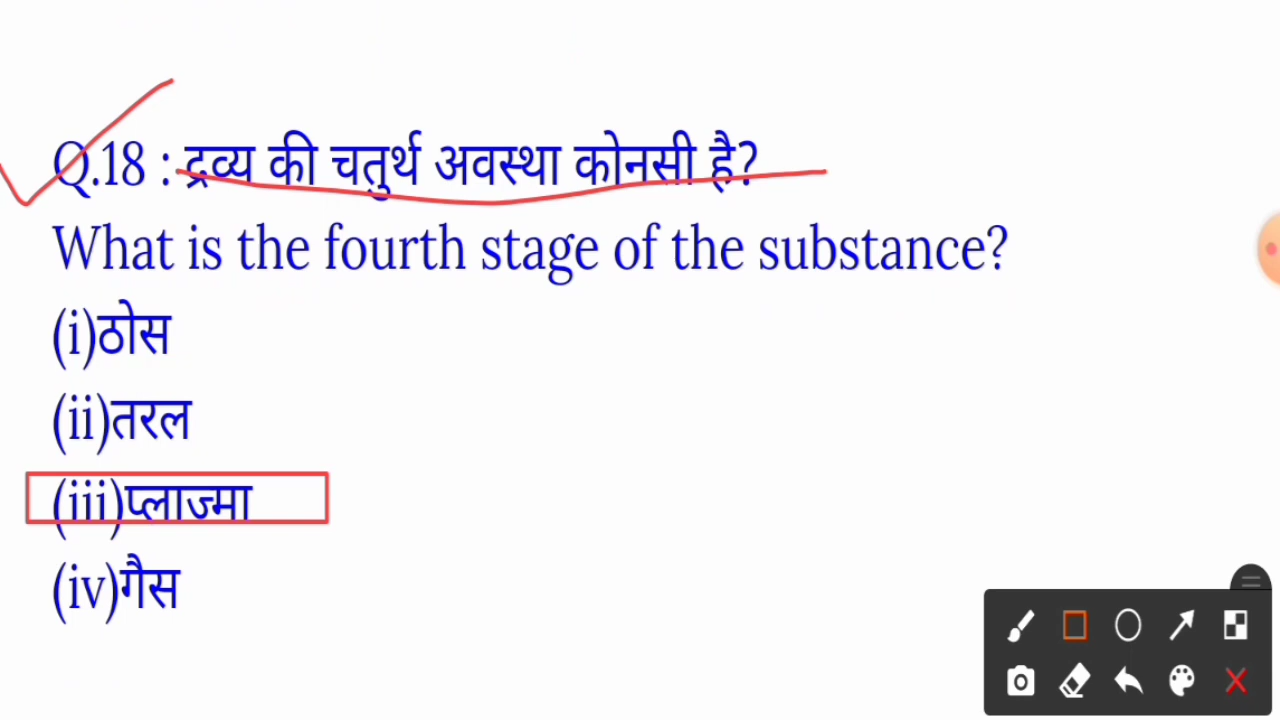 Q.18 : द्रव्य की चतुर्थ अवस्था कोनसी है?
What is the fourth stage of the substance?
(i)ठोस
(ii)तरल
(iii)प्लाज्मा
(iv)गैस